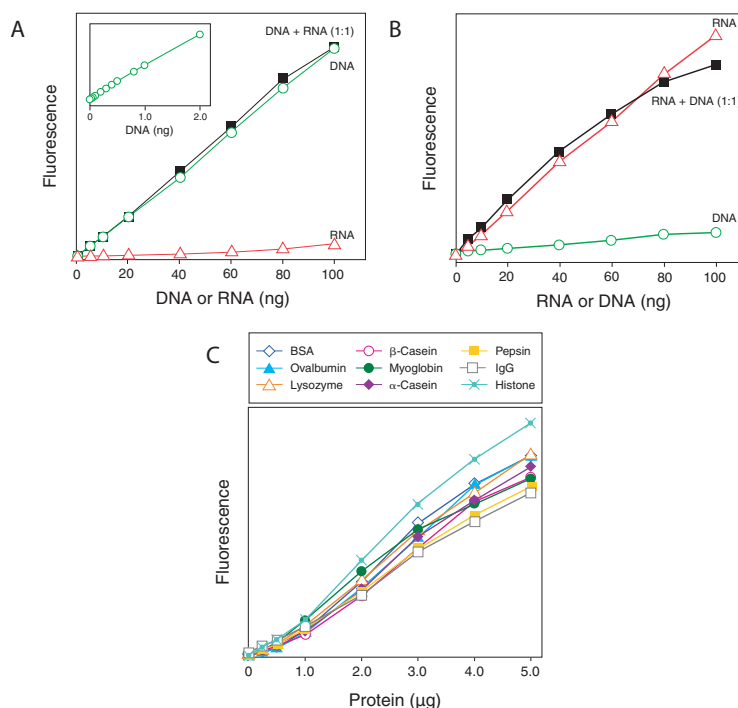 A
DNA + RNA (1:1)
DNA
0 1.0 2.0
DNA (ng)
Fluorescence
RNA
0 20 40 60 80 100
DNA or RNA (ng)
B
RNA
RNA + DNA (1:1
DNA
Fluorescence
0 20 40 60 80 100
RNA or DNA (ng)
C
BSA β-Casein Pepsin
Ovalbumin Myoglobin IgG
Lysozyme α-Casein Histone
Fluorescence
0 1.0 2.0 3.0 4.0 5.0
Protein (µg)